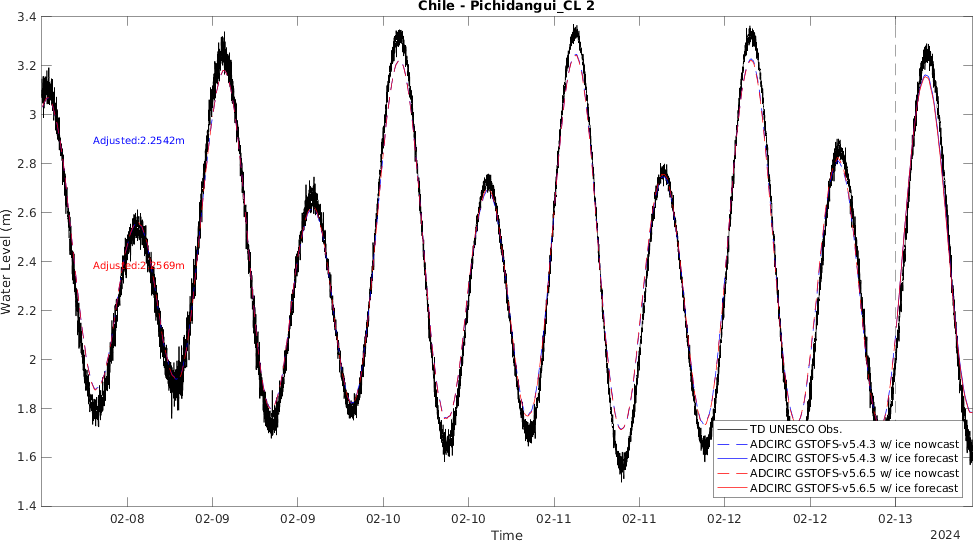 Chile - Pichidangui_CL 2
3.4
3.2
3
2.8
2.6
2.4
2.2
2
1.8
1.6
1.4
Water Level (m)
Adjusted:2.2542m
Adjusted:2.2569m
TD UNESCO Obs.
ADCIRC GSTOFS-v5.4.3 w/ ice nowcast
ADCIRC GSTOFS-v5.4.3 w/ ice forecast
ADCIRC GSTOFS-v5.6.5 w/ ice nowcast
ADCIRC GSTOFS-v5.6.5 w/ ice forecast
02-08 02-09 02-09 02-10 02-10 02-11 02-11 02-12 02-12 02-13
Time
2024